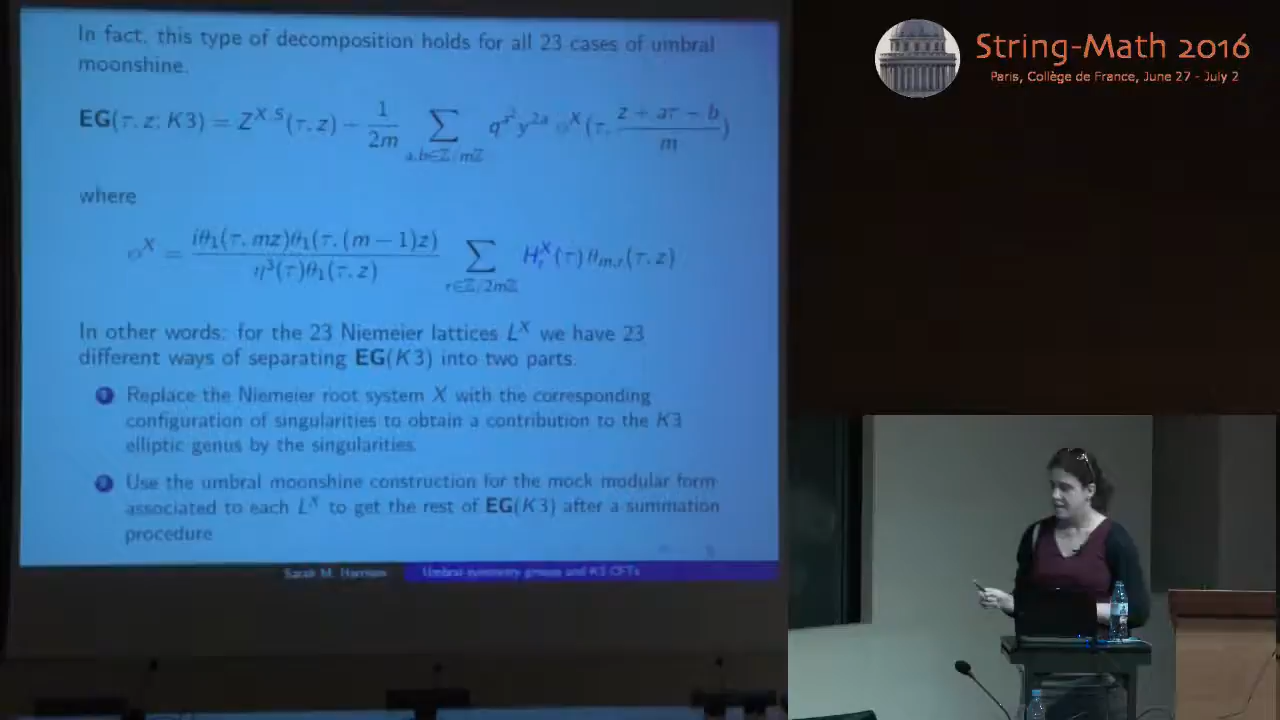 String-Math 2016
Paris, Collège de France, June 27 - July 2
In fact, this type of decomposition holds for all 23 cases of umbral
moonshine.
EG(τ, z; K3) = Z^{X,S}(τ, z) − 1/2m ∑_{a,b∈Z/mZ} q^{a²} y^{2a} φ^X(τ, (z + aτ + b)/m)
where
φ^X = iθ₁(τ, mz)θ₁(τ, (m − 1)z) / η³(τ)θ₁(τ, z) ∑_{r∈Z/2mZ} H_r^X(τ)θ_{m,r}(τ, z)
In other words: for the 23 Niemeier lattices L^X we have 23
different ways of separating EG(K3) into two parts.
1 Replace the Niemeier root system X with the corresponding
configuration of singularities to obtain a contribution to the K3
elliptic genus by the singularities.
2 Use the umbral moonshine construction for the mock modular form
associated to each L^X to get the rest of EG(K3) after a summation
procedure
Sarah M. Harrison Umbral symmetry groups and K3 CFTs